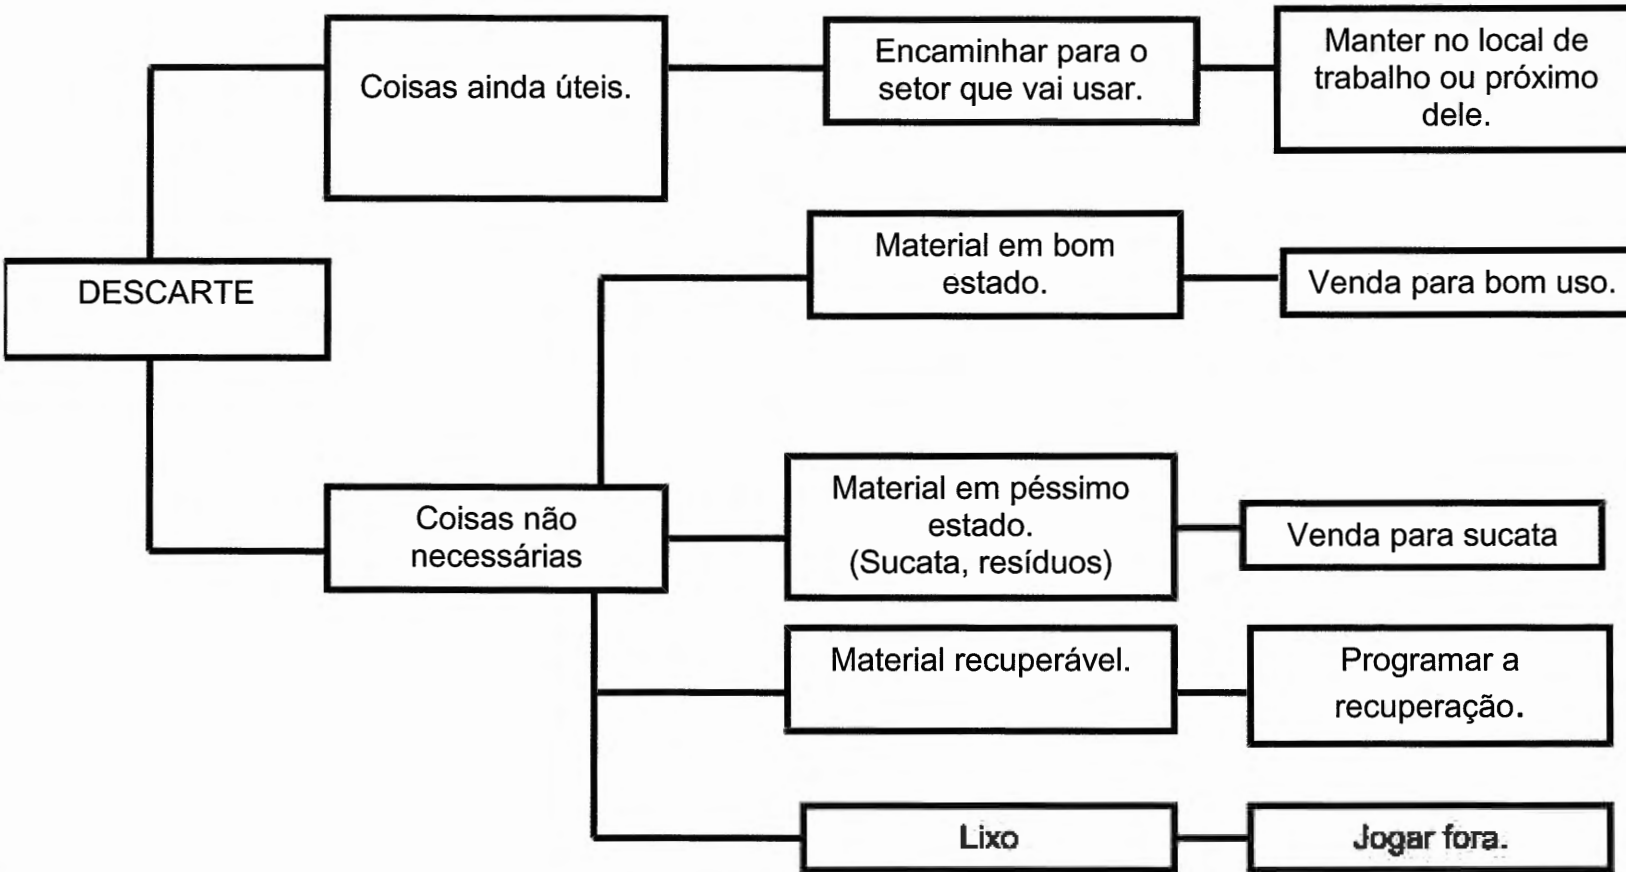 Coisas ainda úteis.
Encaminhar para o
setor que vai usar.
Manter no local de
trabalho ou próximo
dele.
DESCARTE
Material em bom
estado.
Venda para bom uso.
Coisas não
necessárias
Material em péssimo
estado.
(Sucata, resíduos)
Venda para sucata
Material recuperável.
Programar a
recuperação.
Lixo
Jogar fora.